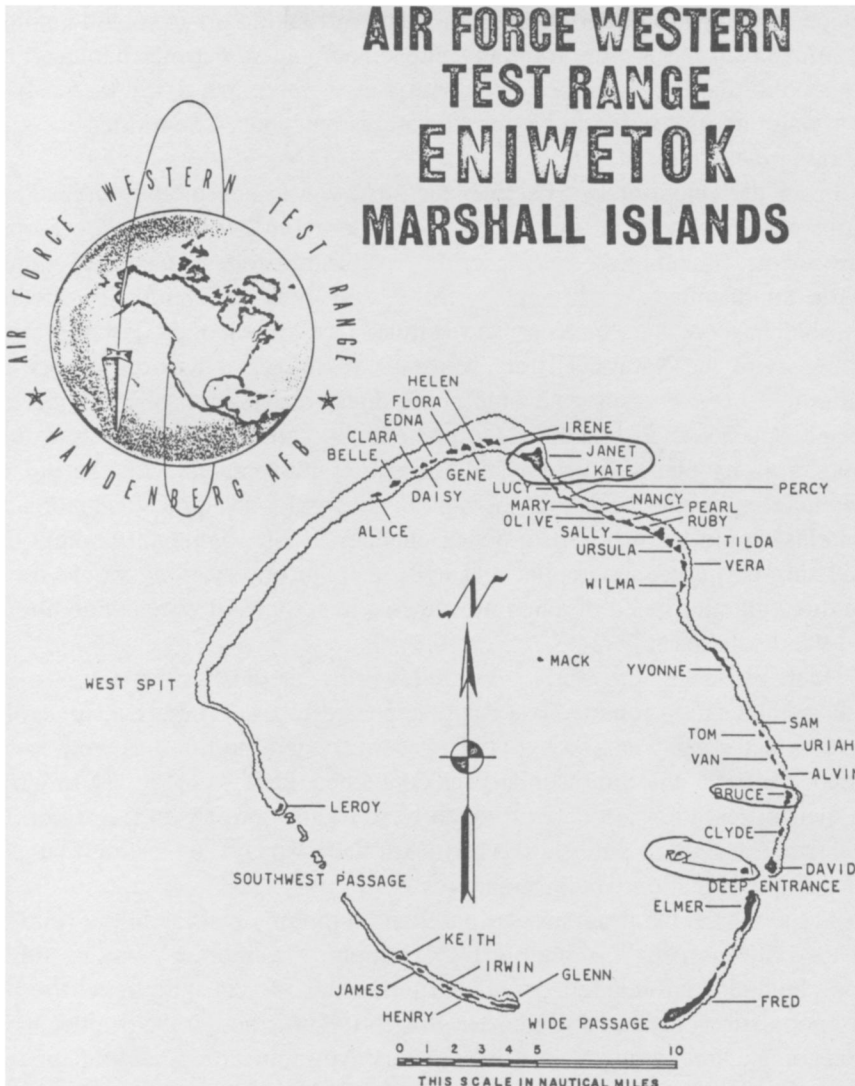 AIR FORCE WESTERN
TEST RANGE
ENIWETOK
MARSHALL ISLANDS
AIR FORCE WESTERN TEST RANGE
VANDENBERG AFB
HELEN
FLORA
EDNA
CLARA
BELLE
IRENE
JANET
KATE
GENE
DAISY
ALICE
LUCY
PERCY
MARY
NANCY
OLIVE
PEARL
SALLY
RUBY
URSULA
TILDA
VERA
WILMA
N
MACK
YVONNE
WEST SPIT
SAM
TOM
URIAH
VAN
ALVIN
BRUCE
LEROY
CLYDE
REX
DAVID
SOUTHWEST PASSAGE
DEEP ENTRANCE
ELMER
KEITH
IRWIN
GLENN
JAMES
HENRY
FRED
WIDE PASSAGE
0 1 2 3 4 5 10
THIS SCALE IN NAUTICAL MILES